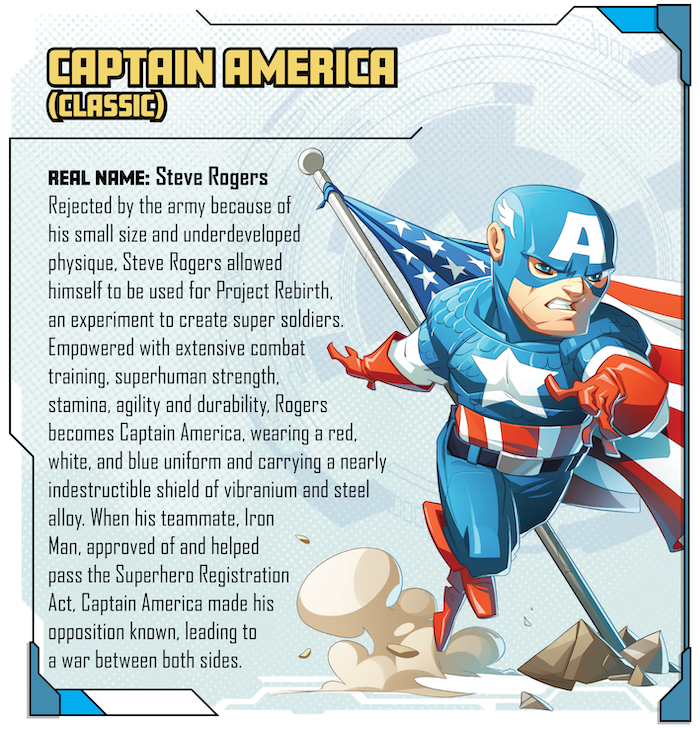 CAPTAIN AMERICA
(CLASSIC)
REAL NAME: Steve Rogers
Rejected by the army because of
his small size and underdeveloped
physique, Steve Rogers allowed
himself to be used for Project Rebirth,
an experiment to create super soldiers.
Empowered with extensive combat
training, superhuman strength,
stamina, agility and durability, Rogers
becomes Captain America, wearing a red,
white, and blue uniform and carrying a nearly
indestructible shield of vibranium and steel
alloy. When his teammate, Iron
Man, approved of and helped
pass the Superhero Registration
Act, Captain America made his
opposition known, leading to
a war between both sides.
A